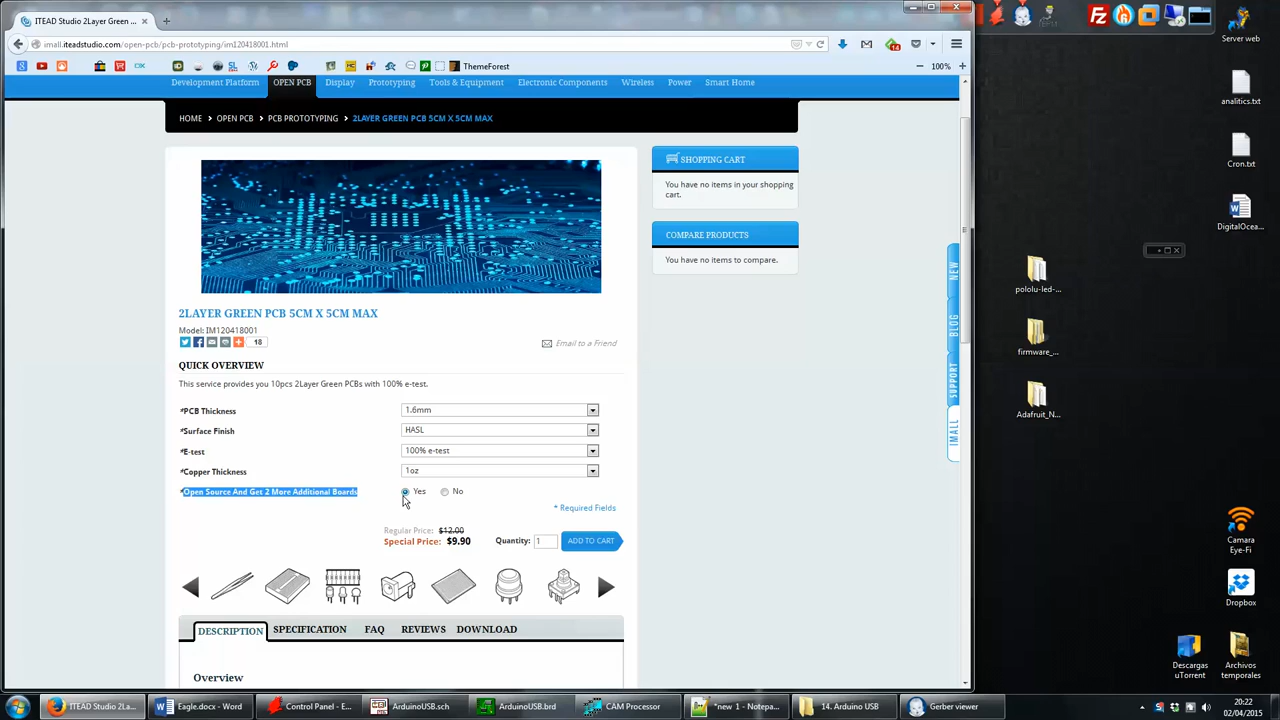 ITEAD Studio 2Layer Green ...
imall.iteadstudio.com/open-pcb/pcb-prototyping/im120418001.html
14
ThemeForest
100%
Development Platform OPEN PCB Display Prototyping Tools & Equipment Electronic Components Wireless Power Smart Home
HOME OPEN PCB PCB PROTOTYPING 2LAYER GREEN PCB 5CM X 5CM MAX
SHOPPING CART
You have no items in your shopping
cart.
COMPARE PRODUCTS
You have no items to compare.
NEW
BLOG
SUPPORT
IMALL
2LAYER GREEN PCB 5CM X 5CM MAX
Model: IM120418001
18
Email to a Friend
QUICK OVERVIEW
This service provides you 10pcs 2Layer Green PCBs with 100% e-test.
*PCB Thickness 1.6mm
*Surface Finish HASL
*E-test 100% e-test
*Copper Thickness 1oz
*Open Source And Get 2 More Additional Boards Yes No
* Required Fields
Regular Price: $12.00
Special Price: $9.90 Quantity: 1 ADD TO CART
DESCRIPTION SPECIFICATION FAQ REVIEWS DOWNLOAD
Overview
Server web
analitics.txt
Cron.txt
DigitalOcea...
pololu-led-...
firmware_...
Adafruit_N...
Camara
Eye-Fi
Dropbox
Descargas
uTorrent
Archivos
temporales
ITEAD Studio 2La... Eagle.docx - Word Control Panel - E... ArduinoUSB.sch ArduinoUSB.brd CAM Processor *new 1 - Notepa... 14. Arduino USB Gerber viewer
20:22
02/04/2015